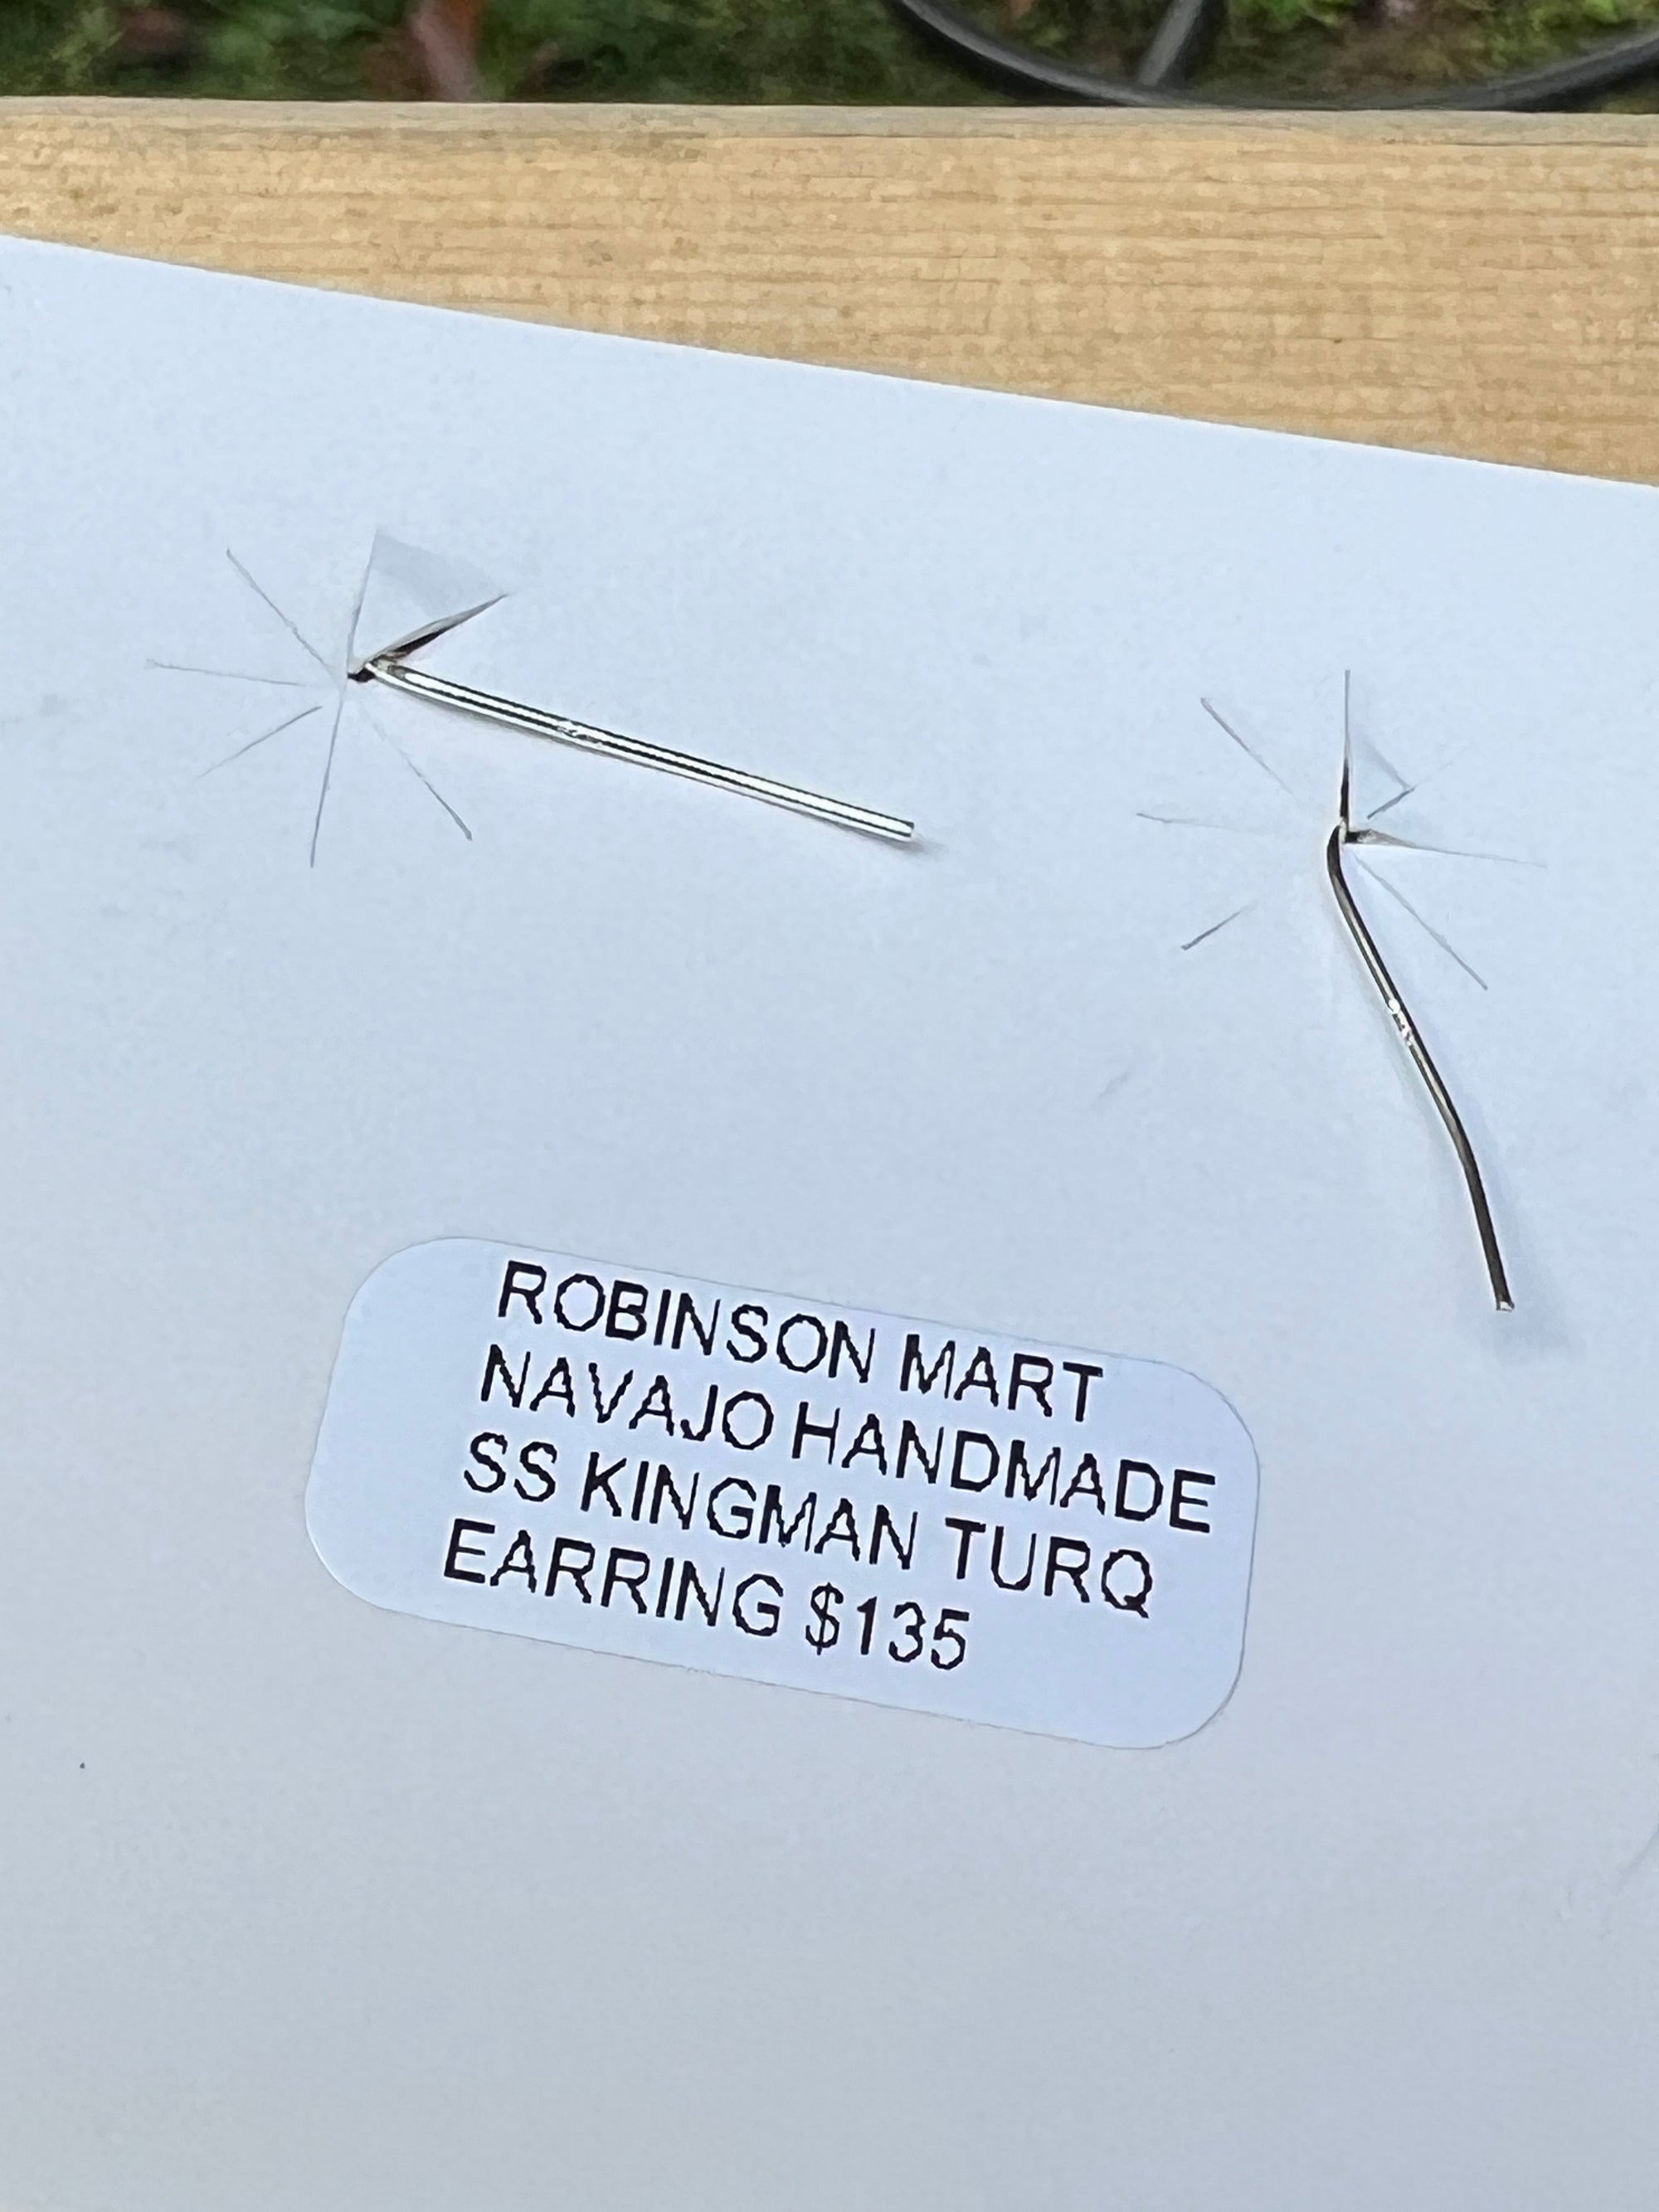 ROBINSON MART
NAVAJO HANDMADE
SS KINGMAN TURQ
EARRING $135